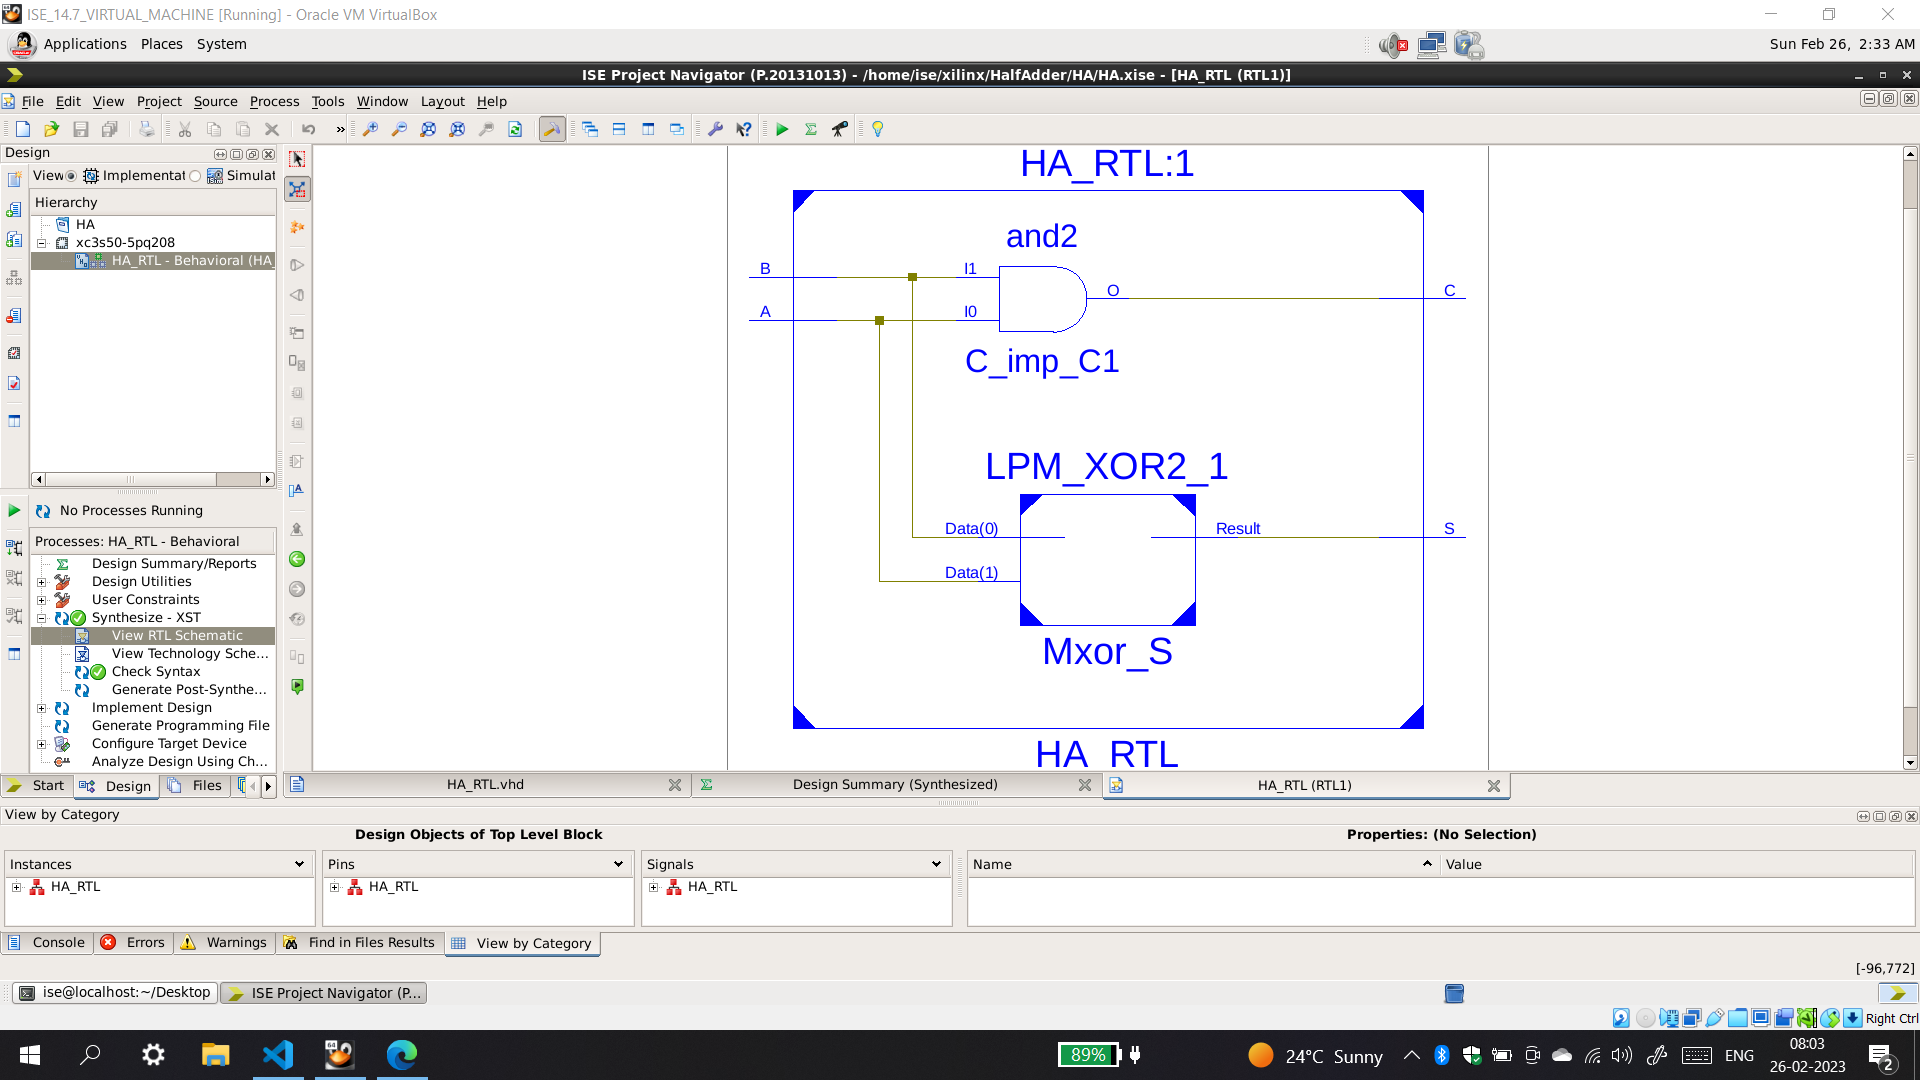 ISE_14.7_VIRTUAL_MACHINE [Running] - Oracle VM VirtualBox
Applications Places System
Sun Feb 26, 2:33 AM
ISE Project Navigator (P.20131013) - /home/ise/xilinx/HalfAdder/HA/HA.xise - [HA_RTL (RTL1)]
File Edit View Project Source Process Tools Window Layout Help
Design
View Implementat Simulat
Hierarchy
HA
xc3s50-5pq208
HA_RTL - Behavioral (HA_
No Processes Running
Processes: HA_RTL - Behavioral
Design Summary/Reports
Design Utilities
User Constraints
Synthesize - XST
View RTL Schematic
View Technology Sche...
Check Syntax
Generate Post-Synthe...
Implement Design
Generate Programming File
Configure Target Device
Analyze Design Using Ch...
Start Design Files
HA_RTL:1
and2
B I1
O C
A I0
C_imp_C1
LPM_XOR2_1
Data(0) Result S
Data(1)
Mxor_S
HA_RTL
HA_RTL.vhd Design Summary (Synthesized) HA_RTL (RTL1)
View by Category
Design Objects of Top Level Block Properties: (No Selection)
Instances Pins Signals Name Value
HA_RTL HA_RTL HA_RTL
Console Errors Warnings Find in Files Results View by Category
[-96,772]
ise@localhost:~/Desktop ISE Project Navigator (P...
Right Ctrl
89% 24°C Sunny ENG 08:03
26-02-2023
2